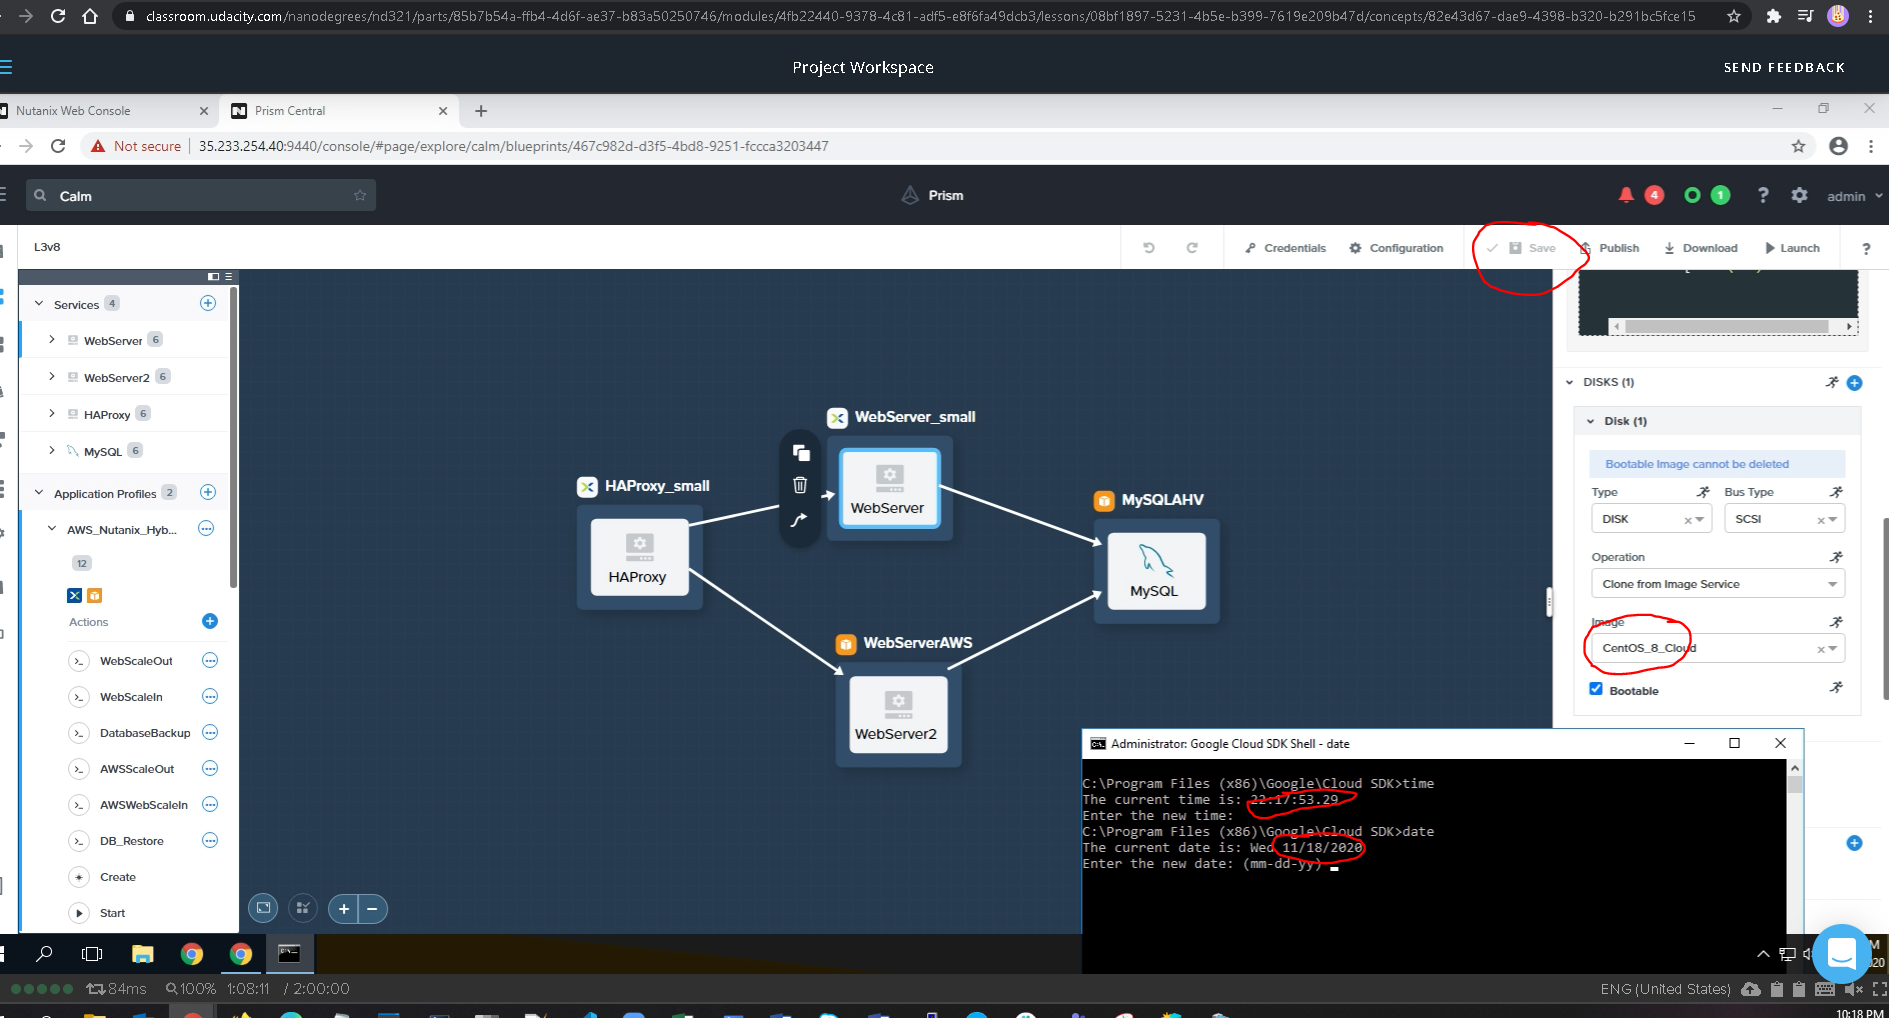 classroom.udacity.com/nanodegrees/nd321/parts/85b7b54a-ffb4-4d6f-ae37-b83a50250746/modules/4fb22440-9378-4c81-adf5-e8f6fa49dcb3/lessons/08bf1897-5231-4b5e-b399-7619e209b47d/concepts/82e43d67-dae9-4398-b320-b291bc5fce15
Project Workspace
SEND FEEDBACK
Nutanix Web Console
Prism Central
Not secure
35.233.254.40:9440/console/#page/explore/calm/blueprints/467c982d-d3f5-4bd8-9251-fccca3203447
Calm
Prism
4
1
?
admin
L3v8
Credentials
Configuration
Save
Publish
Download
Launch
?
Services 4
WebServer 6
WebServer2 6
HAProxy 6
MySQL 6
Application Profiles 2
AWS_Nutanix_Hyb...
12
Actions
WebScaleOut
WebScaleIn
DatabaseBackup
AWSScaleOut
AWSWebScaleIn
DB_Restore
Create
Start
HAProxy_small
HAProxy
WebServer_small
WebServer
MySQLAHV
MySQL
WebServerAWS
WebServer2
DISKS (1)
Disk (1)
Bootable Image cannot be deleted
Type
Bus Type
DISK
SCSI
Operation
Clone from Image Service
Image
CentOS_8_Cloud
Bootable
Administrator: Google Cloud SDK Shell - date
C:\Program Files (x86)\Google\Cloud SDK>time
The current time is: 22:17:53.29
Enter the new time:
C:\Program Files (x86)\Google\Cloud SDK>date
The current date is: Wed 11/18/2020
Enter the new date: (mm-dd-yy)
84ms
100%
1:08:11 / 2:00:00
ENG (United States)
10:18 PM